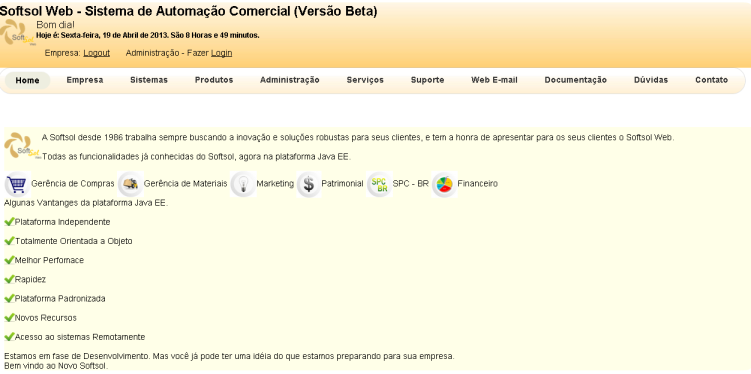 Softsol Web - Sistema de Automação Comercial (Versão Beta)
Bom dia!
Hoje é: Sexta-feira, 19 de Abril de 2013. São 8 Horas e 49 minutos.
Empresa: Logout Administração - Fazer Login
Home Empresa Sistemas Produtos Administração Serviços Suporte Web E-mail Documentação Dúvidas Contato
A Softsol desde 1986 trabalha sempre buscando a inovação e soluções robustas para seus clientes, e tem a honra de apresentar para os seus clientes o Softsol Web.
Todas as funcionalidades já conhecidas do Softsol, agora na plataforma Java EE.
Gerência de Compras Gerência de Materiais Marketing Patrimonial SPC BR SPC - BR Financeiro
Algunas Vantanges da plataforma Java EE.
Plataforma Independente
Totalmente Orientada a Objeto
Melhor Perfomace
Rapidez
Plataforma Padronizada
Novos Recursos
Acesso ao sistemas Remotamente
Estamos em fase de Desenvolvimento. Mas você já pode ter uma idéia do que estamos preparando para sua empresa.
Bem vindo ao Novo Softsol.